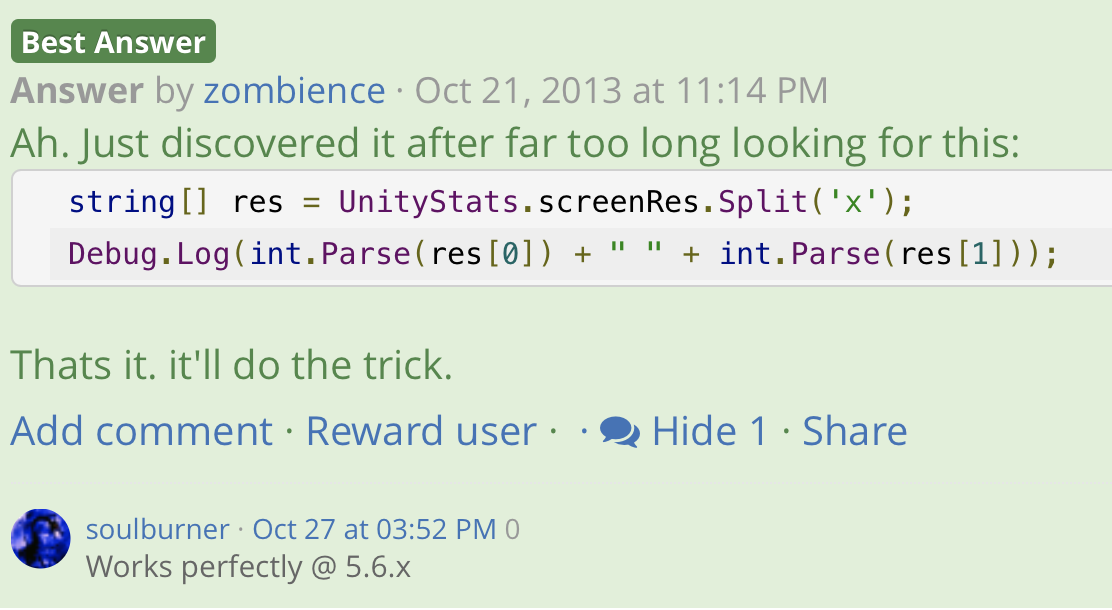 Best Answer
Answer by zombience · Oct 21, 2013 at 11:14 PM
Ah. Just discovered it after far too long looking for this:
string[] res = UnityStats.screenRes.Split('x');
Debug.Log(int.Parse(res[0]) + " " + int.Parse(res[1]));
Thats it. it'll do the trick.
Add comment · Reward user · · Hide 1 · Share
soulburner · Oct 27 at 03:52 PM 0
Works perfectly @ 5.6.x